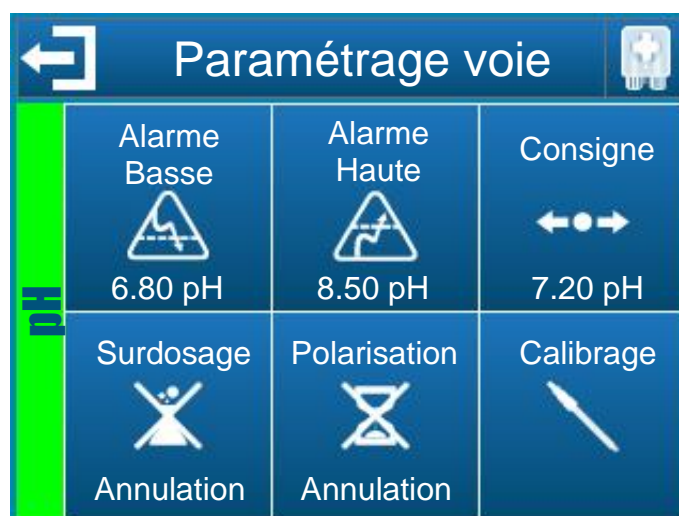 Paramétrage voie
pH
Alarme
Basse
6.80 pH
Alarme
Haute
8.50 pH
Consigne
7.20 pH
Surdosage
Annulation
Polarisation
Annulation
Calibrage